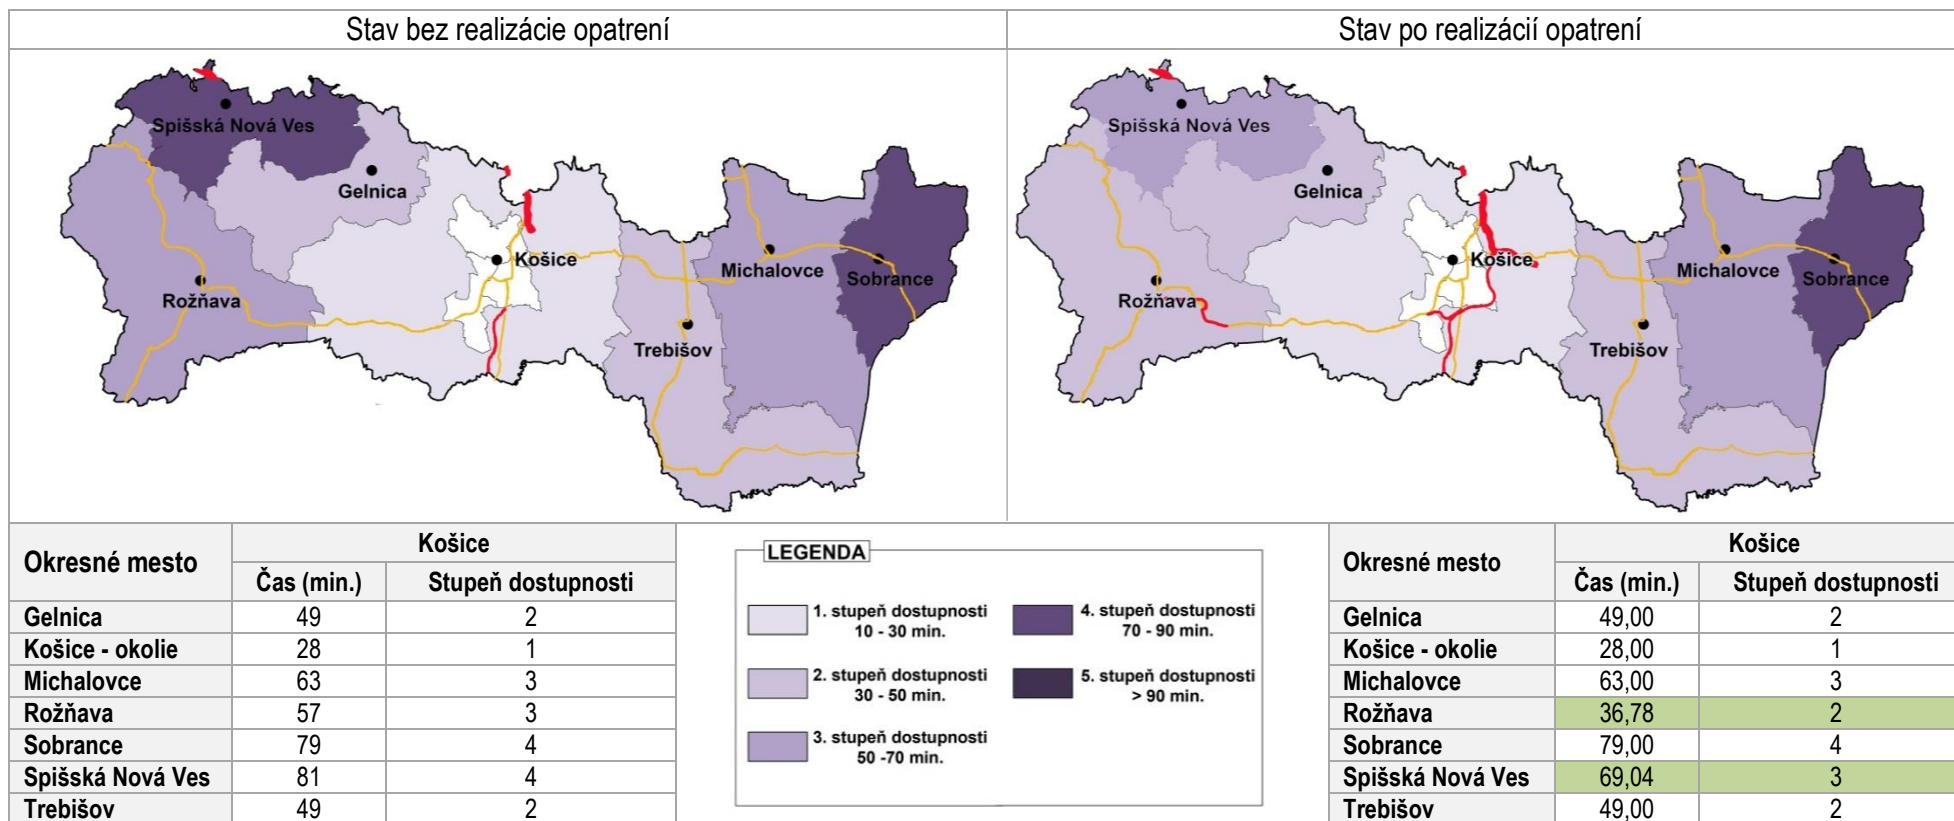 Stav bez realizácie opatrení
Stav po realizácií opatrení
Spišská Nová Ves
Gelnica
Košice
Rožňava
Michalovce
Sobrance
Trebišov
Spišská Nová Ves
Gelnica
Košice
Rožňava
Michalovce
Sobrance
Trebišov
Okresné mesto Košice
Čas (min.) Stupeň dostupnosti
Gelnica 49 2
Košice - okolie 28 1
Michalovce 63 3
Rožňava 57 3
Sobrance 79 4
Spišská Nová Ves 81 4
Trebišov 49 2
LEGENDA
1. stupeň dostupnosti
10 - 30 min.
2. stupeň dostupnosti
30 - 50 min.
3. stupeň dostupnosti
50 -70 min.
4. stupeň dostupnosti
70 - 90 min.
5. stupeň dostupnosti
> 90 min.
Okresné mesto Košice
Čas (min.) Stupeň dostupnosti
Gelnica 49,00 2
Košice - okolie 28,00 1
Michalovce 63,00 3
Rožňava 36,78 2
Sobrance 79,00 4
Spišská Nová Ves 69,04 3
Trebišov 49,00 2